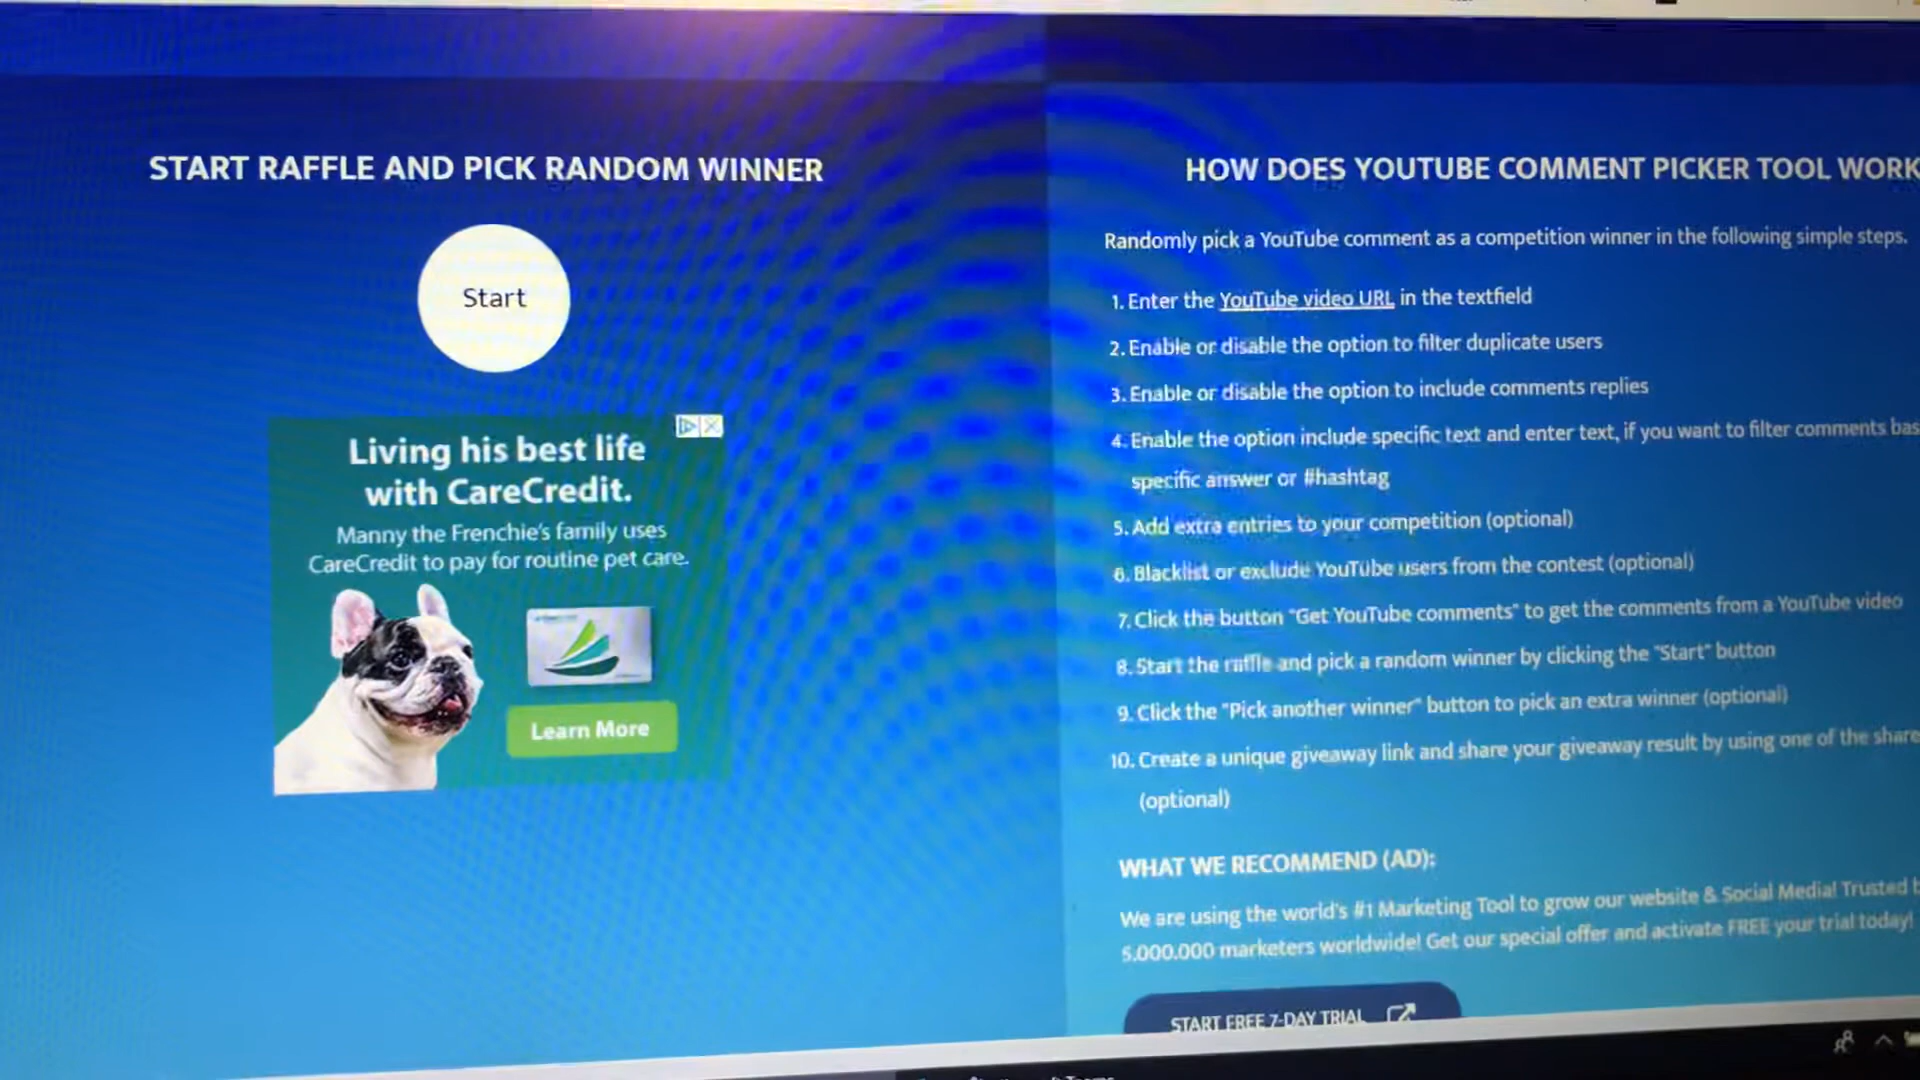 START RAFFLE AND PICK RANDOM WINNER
Start
Living his best life
with CareCredit.
Manny the Frenchie's family uses
CareCredit to pay for routine pet care.
Learn More
HOW DOES YOUTUBE COMMENT PICKER TOOL WORK
Randomly pick a YouTube comment as a competition winner in the following simple steps.
1. Enter the YouTube video URL in the textfield
2. Enable or disable the option to filter duplicate users
3. Enable or disable the option to include comments replies
4. Enable the option include specific text and enter text, if you want to filter comments bas
specific answer or #hashtag
5. Add extra entries to your competition (optional)
6. Blacklist or exclude YouTube users from the contest (optional)
7. Click the button "Get YouTube comments" to get the comments from a YouTube video
8. Start the raffle and pick a random winner by clicking the "Start" button
9. Click the "Pick another winner" button to pick an extra winner (optional)
10. Create a unique giveaway link and share your giveaway result by using one of the share
(optional)
WHAT WE RECOMMEND (AD):
We are using the world's #1 Marketing Tool to grow our website & Social Media! Trusted b
5.000.000 marketers worldwide! Get our special offer and activate FREE your trial today!
START FREE 7-DAY TRIAL